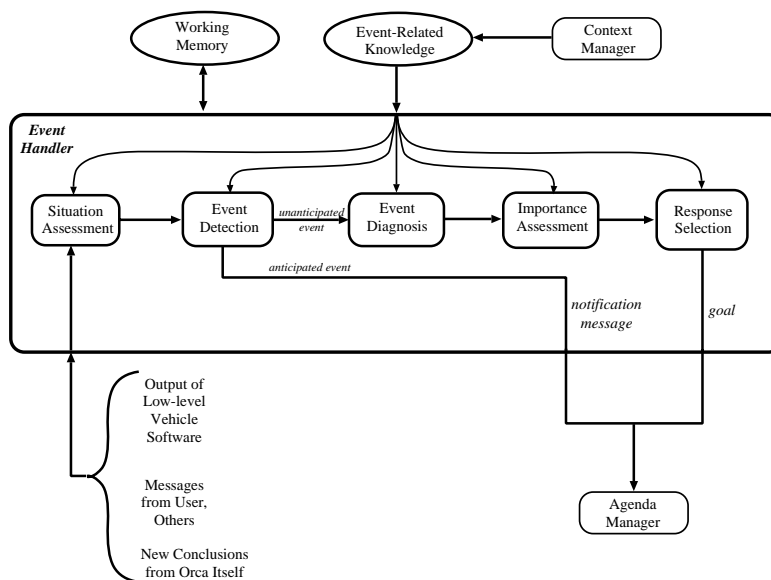 Working
Memory
Event-Related
Knowledge
Context
Manager
Event
Handler
Situation
Assessment
Event
Detection
unanticipated
event
Event
Diagnosis
Importance
Assessment
Response
Selection
anticipated event
notification
message
goal
Output of
Low-level
Vehicle
Software
Messages
from User,
Others
New Conclusions
from Orca Itself
Agenda
Manager